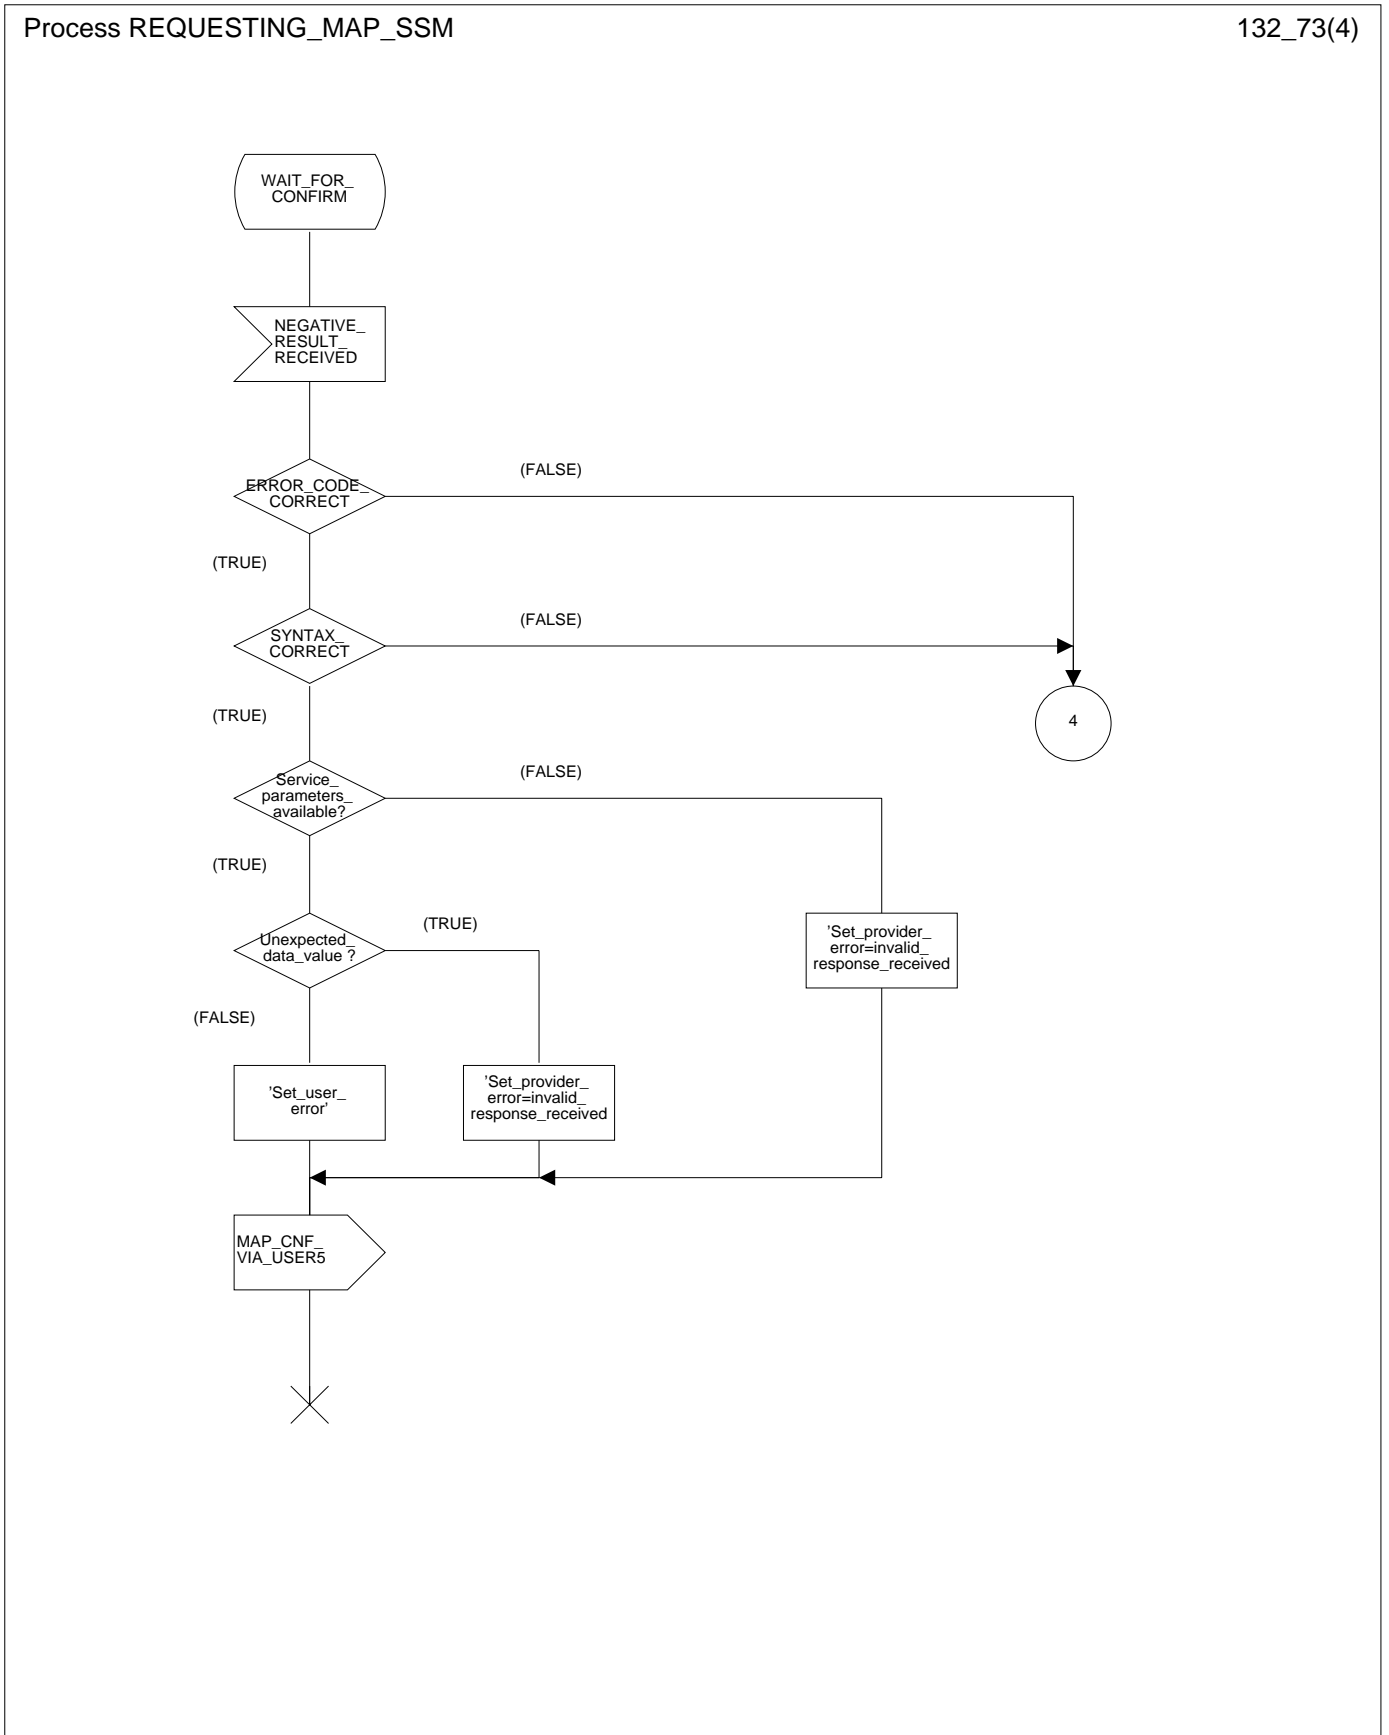 Process REQUESTING_MAP_SSM
132_73(4)
WAIT_FOR_
CONFIRM
NEGATIVE_
RESULT_
RECEIVED
(FALSE)
ERROR_CODE_
CORRECT
(TRUE)
(FALSE)
SYNTAX_
CORRECT
(TRUE)
4
(FALSE)
Service_
parameters_
available?
(TRUE)
(TRUE)
Unexpected_
data_value ?
'Set_provider_
error=invalid_
response_received
(FALSE)
'Set_user_
error'
'Set_provider_
error=invalid_
response_received
MAP_CNF_
VIA_USER5